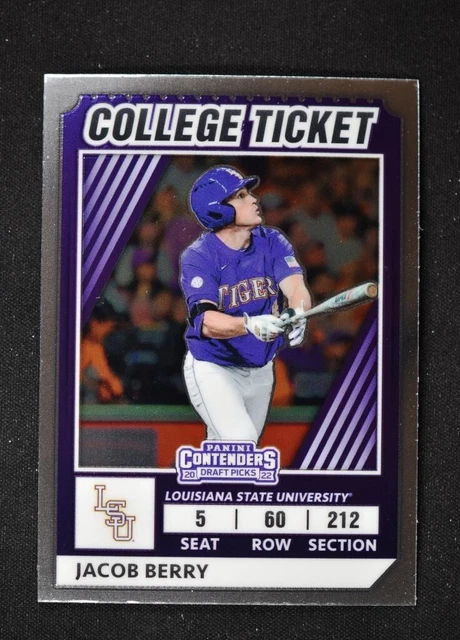 COLLEGE TICKET
TIGER
PANINI
CONTENDERS
20 DRAFT PICKS 22
LOUISIANA STATE UNIVERSITY®
LSU
5 | 60 | 212
SEAT ROW SECTION
JACOB BERRY